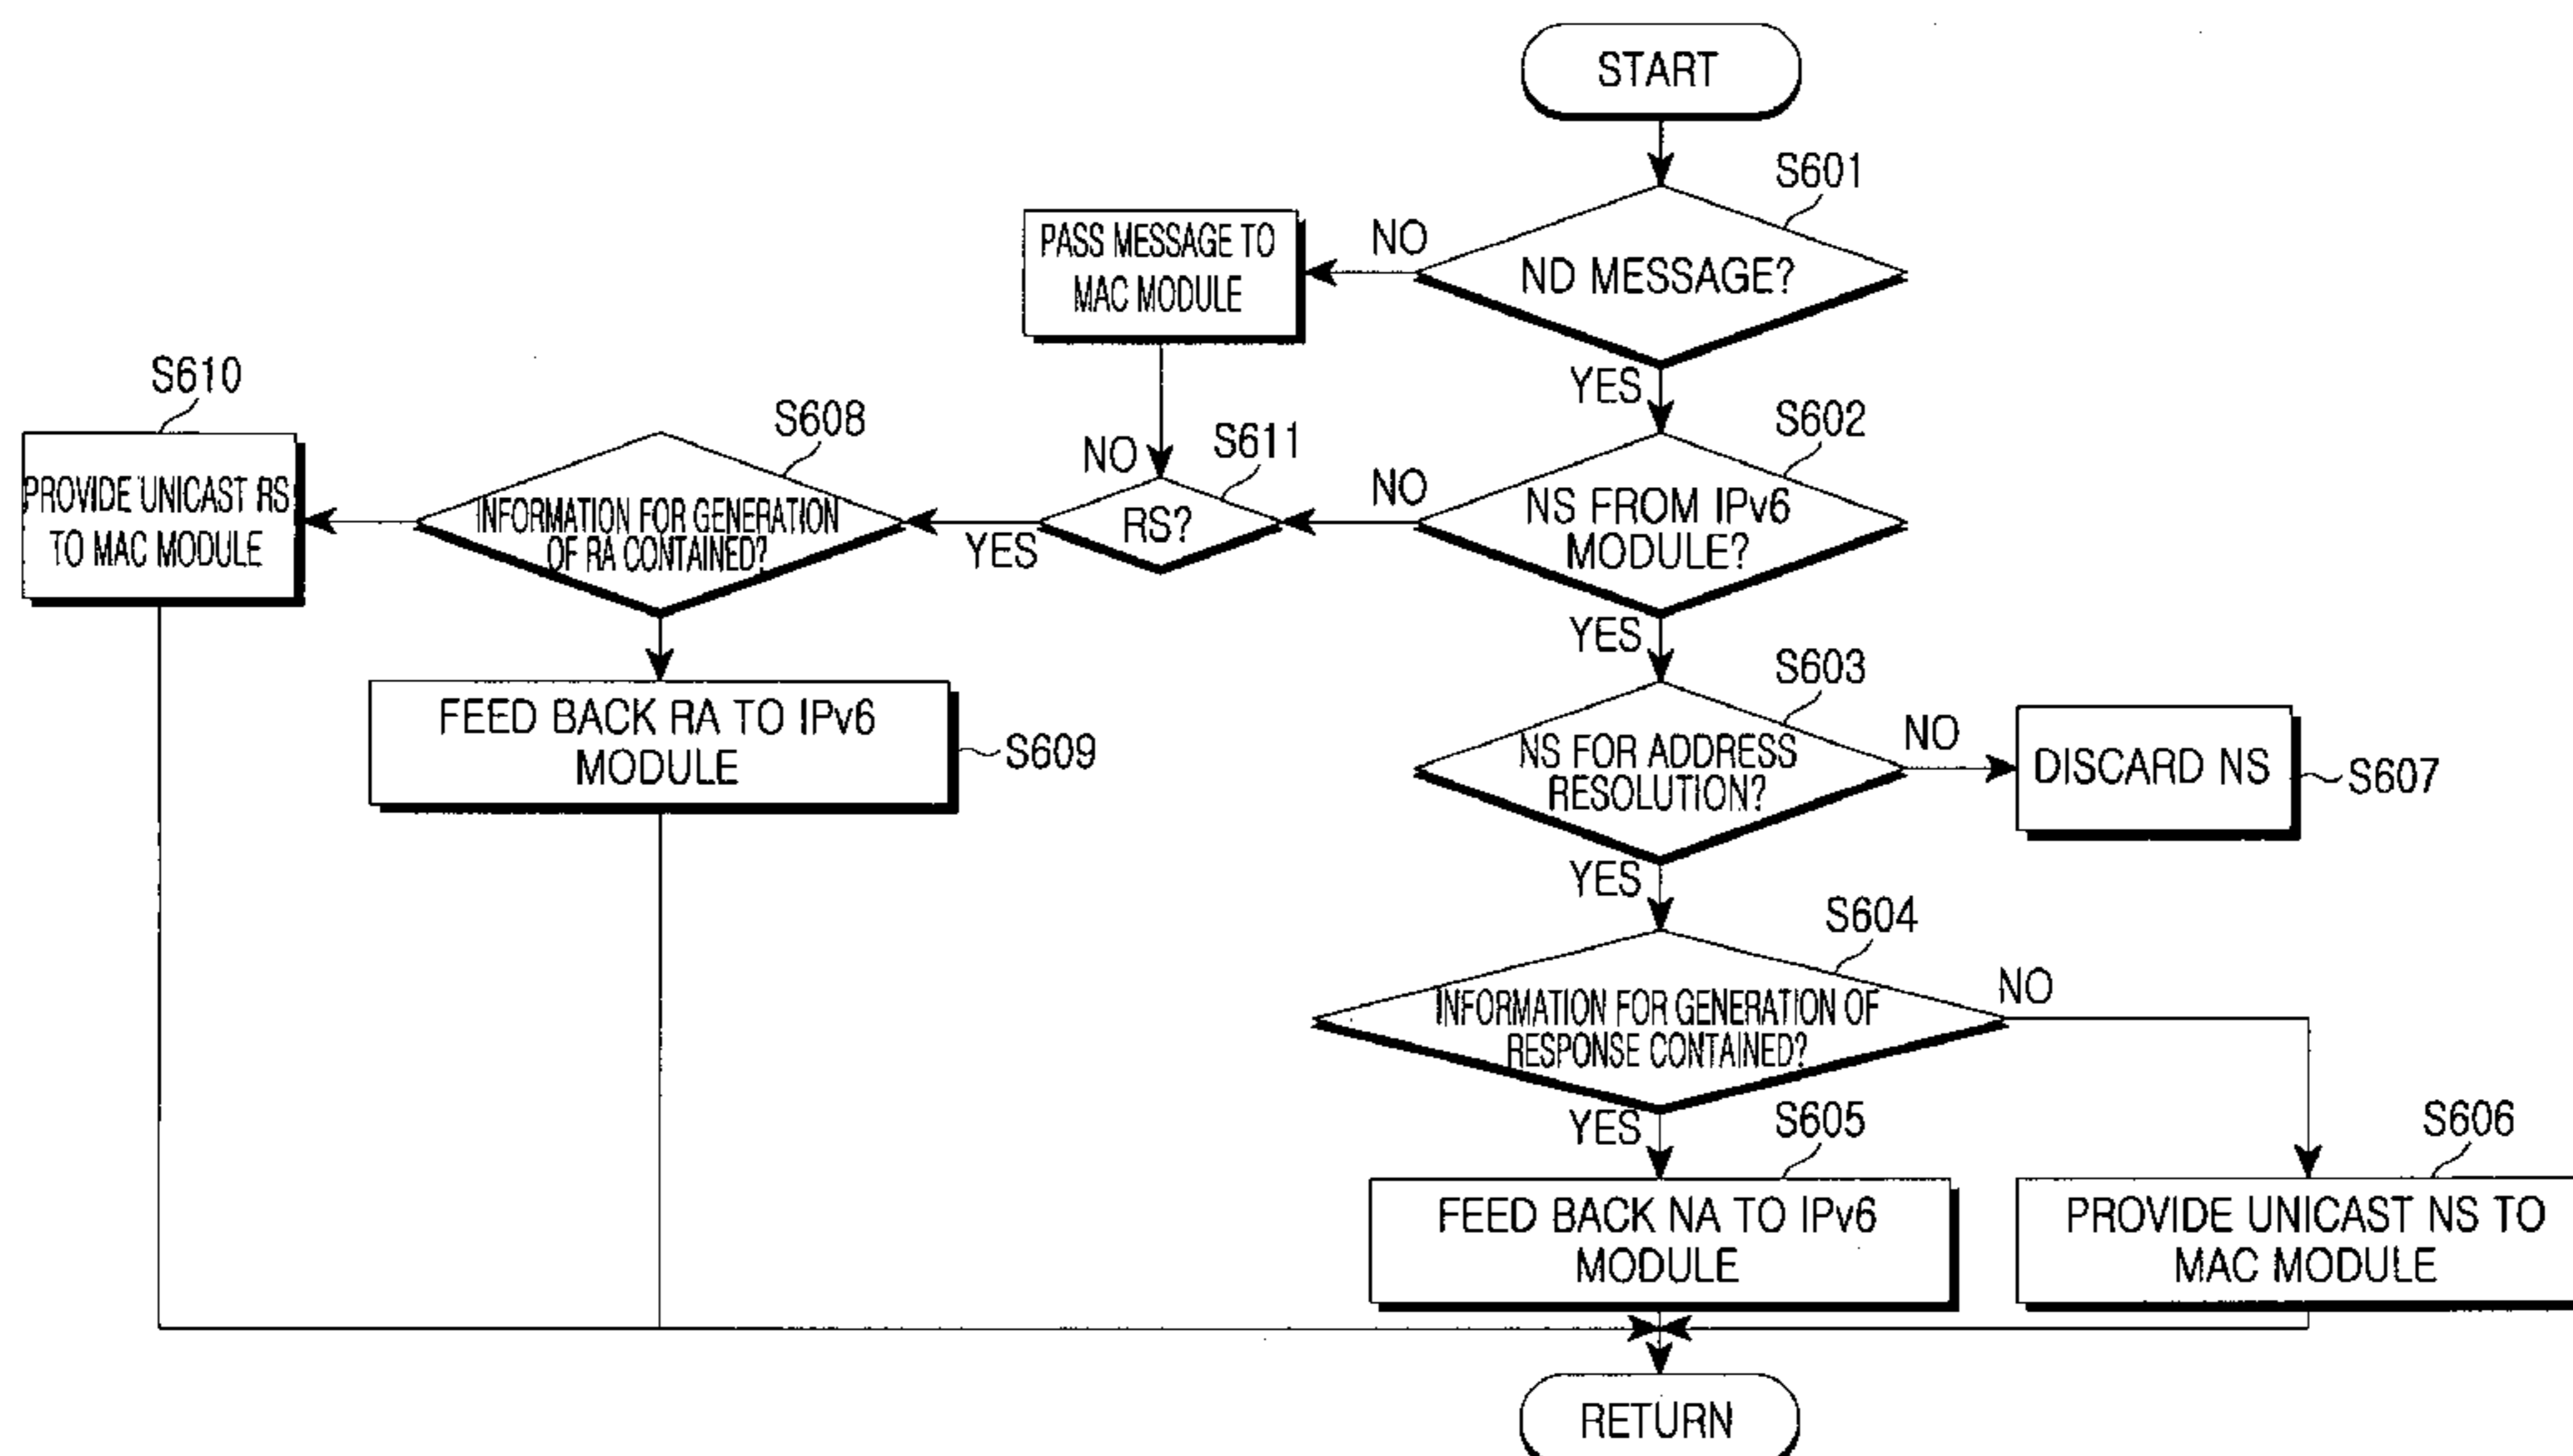 START
S601
PASS MESSAGE TO
MAC MODULE
NO
ND MESSAGE?
YES
S610
PROVIDE UNICAST RS
TO MAC MODULE
S608
INFORMATION FOR GENERATION
OF RA CONTAINED?
NO
S611
RS?
YES
NO
S602
NS FROM IPv6
MODULE?
YES
FEED BACK RA TO IPv6
MODULE
S609
S603
NS FOR ADDRESS
RESOLUTION?
NO
DISCARD NS
S607
YES
S604
INFORMATION FOR GENERATION OF
RESPONSE CONTAINED?
NO
YES
S605
FEED BACK NA TO IPv6
MODULE
S606
PROVIDE UNICAST NS TO
MAC MODULE
RETURN